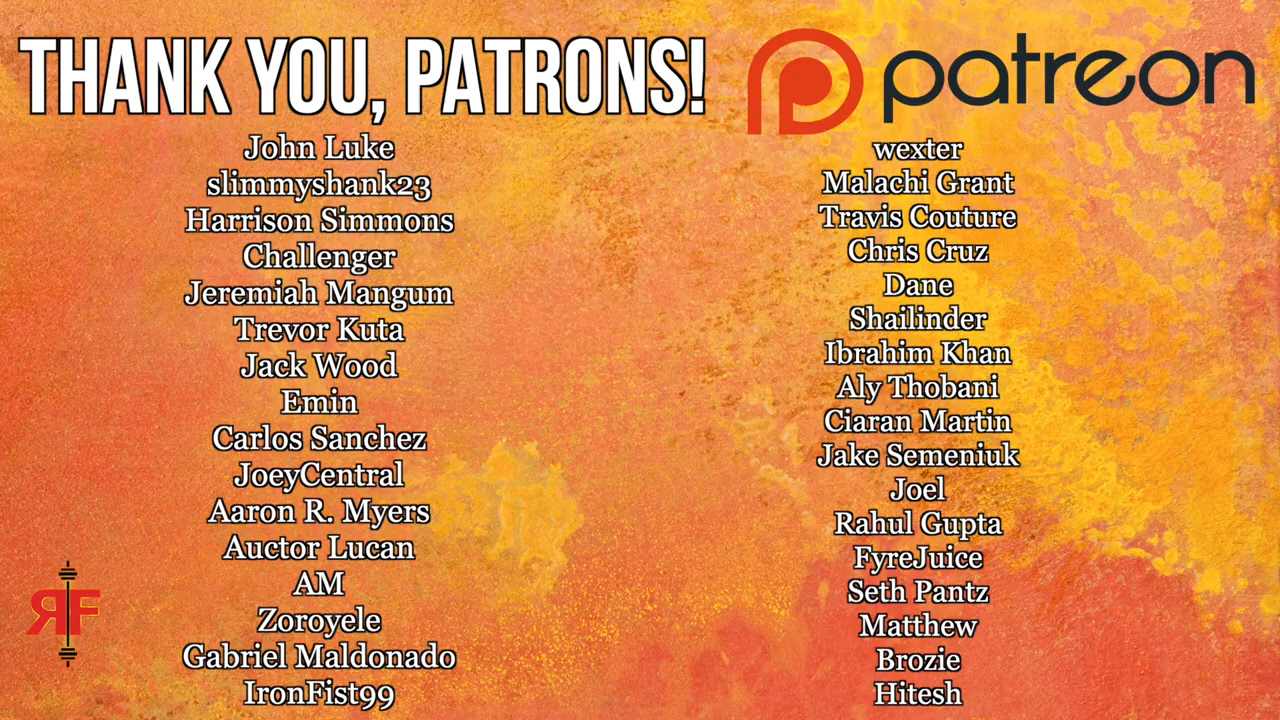 THANK YOU, PATRONS!
patreon
John Luke
slimmyshank23
Harrison Simmons
Challenger
Jeremiah Mangum
Trevor Kuta
Jack Wood
Emin
Carlos Sanchez
JoeyCentral
Aaron R. Myers
Auctor Lucan
AM
Zoroyele
Gabriel Maldonado
IronFist99
wexter
Malachi Grant
Travis Couture
Chris Cruz
Dane
Shailinder
Ibrahim Khan
Aly Thobani
Ciaran Martin
Jake Semeniuk
Joel
Rahul Gupta
FyreJuice
Seth Pantz
Matthew
Brozie
Hitesh
RF